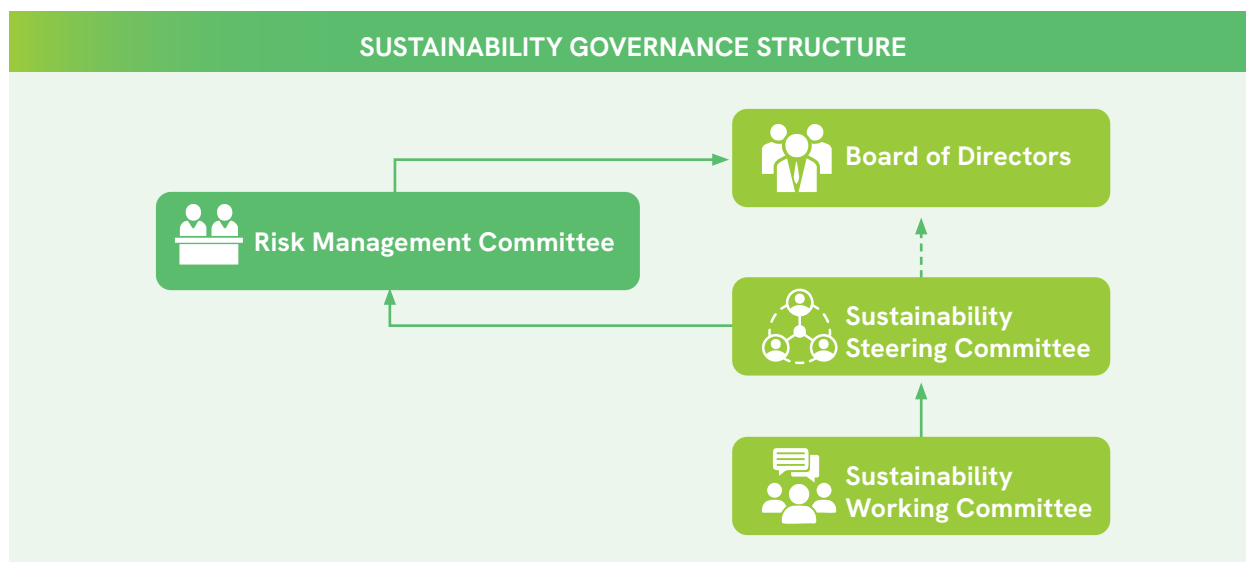 SUSTAINABILITY GOVERNANCE STRUCTURE
Board of Directors
Risk Management Committee
Sustainability
Steering Committee
Sustainability
Working Committee